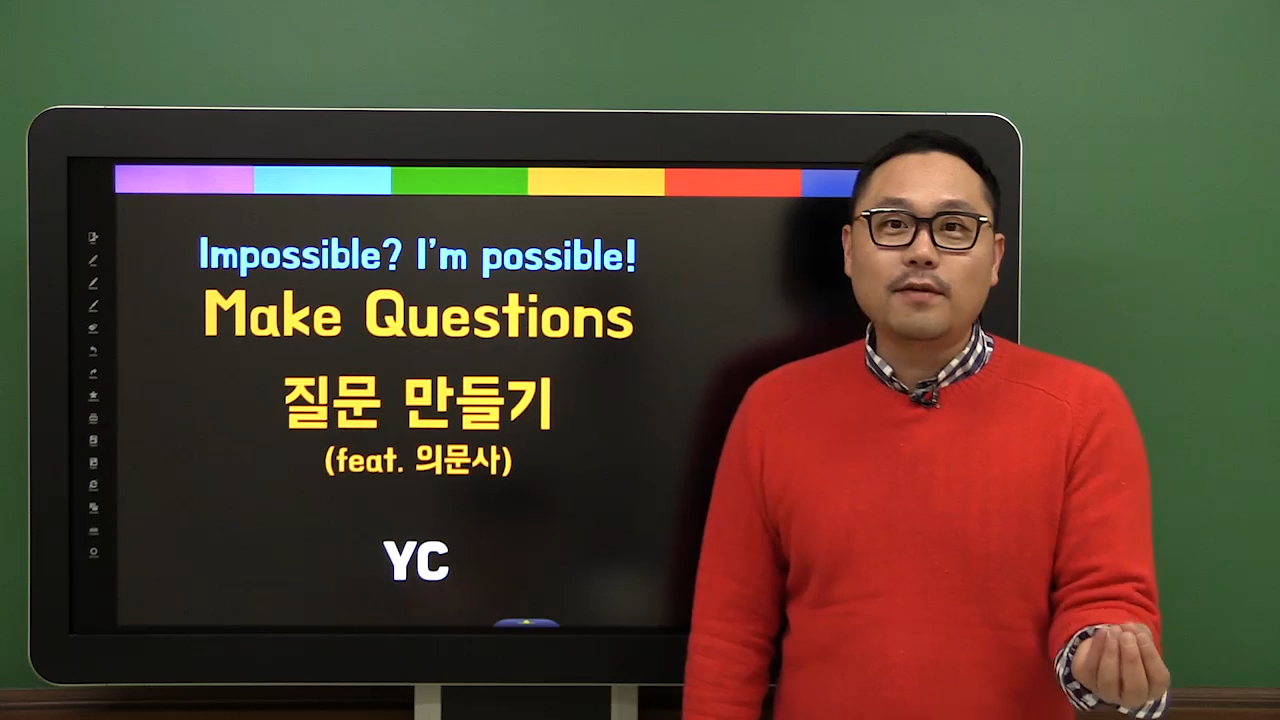 Impossible? I'm possible!
Make Questions
질문 만들기
(feat. 의문사)
YC